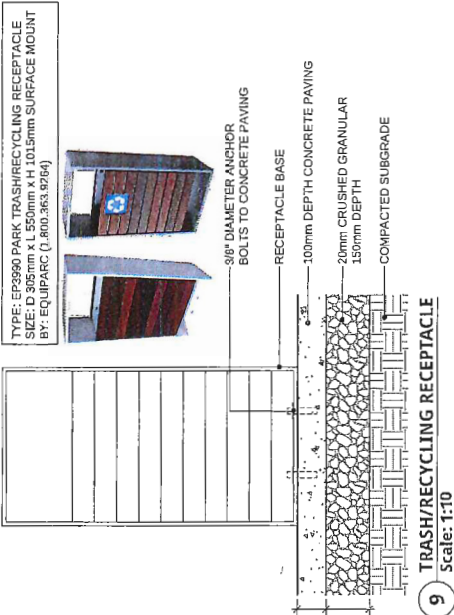 TYPE: EP3990 PARK TRASH/RECYCLING RECEPTACLE
SIZE: D 305mm x L 550mm x H 1015mm SURFACE MOUNT
BY: EQUIPARC (1.800.363.9264)
3/8" DIAMETER ANCHOR
BOLTS TO CONCRETE PAVING
RECEPTACLE BASE
100mm DEPTH CONCRETE PAVING
20mm CRUSHED GRANULAR
150mm DEPTH
COMPACTED SUBGRADE
9
TRASH/RECYCLING RECEPTACLE
Scale: 1:10